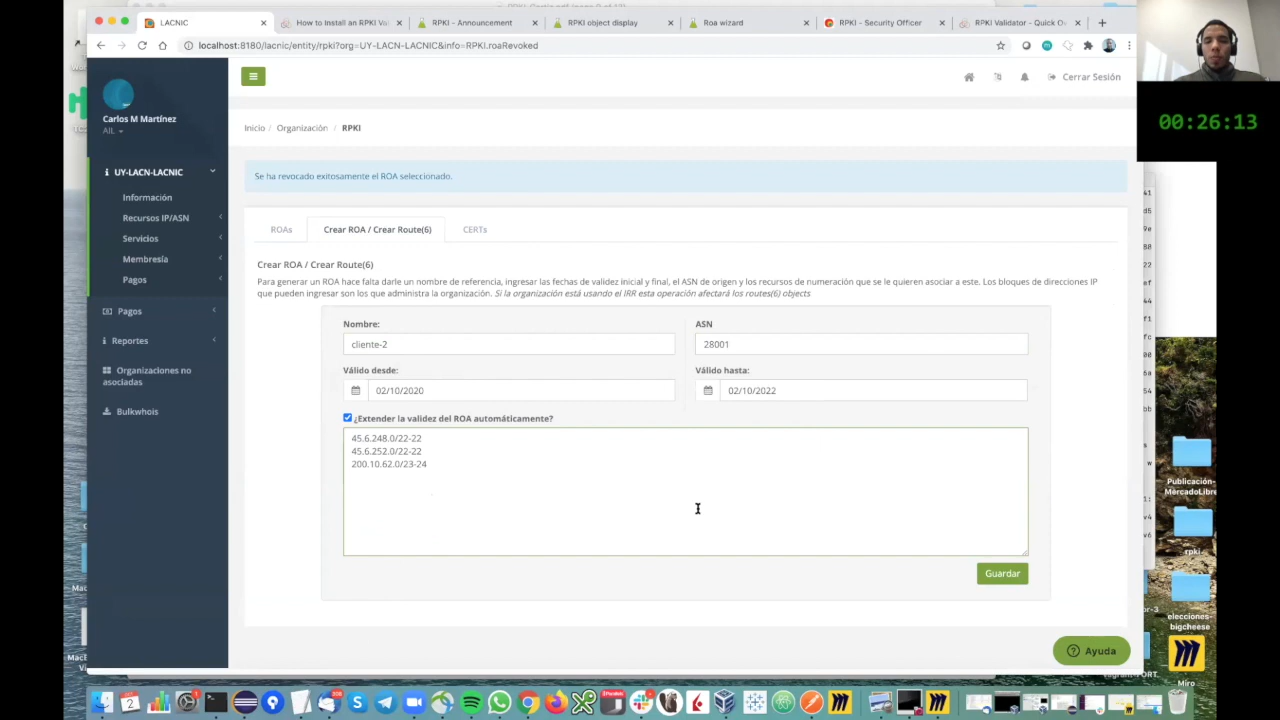 LACNIC
How to Install an RPKI Va
RPKI - Announcement
RPKI object display
Roa wizard
RPKI - Security Officer
RPKI Validator - Quick Ov
localhost:8180/lacnic/entity/rpki?org=UY-LACN-LACNIC&info=RPKI.roaRevoked
00:26:13
Carlos M Martínez
Cerrar Sesión
Inicio / Organización / RPKI
UY-LACN-LACNIC
Información
Recursos IP/ASN
Servicios
Membresía
Pagos
Pagos
Reportes
Organizaciones no
asociadas
Bulkwhois
Se ha revocado exitosamente el ROA seleccionado.
ROAs
Crear ROA / Crear Route(6)
CERTs
Crear ROA / Crear Route(6)
Para generar un ROA hace falta darle un nombre de referencia, ingresar las fechas de validez inicial y final, el ASN de origen y los recursos de numeración que se le quieren asociar a este. Los bloques de direcciones IP
que pueden ingresar son los que administra la organización. Si la organización está usando el IRR esta operación afectará los route objects
Nombre:
ASN
cliente-2
28001
Válido desde:
Válido hasta:
02/10/2020
02/10/2022
¿Extender la validez del ROA automáticamente?
45.6.248.0/22-22
45.6.252.0/22-22
200.10.62.0/23-24
Guardar
Ayuda
Publicación-
MercadoLibre
rpki
elecciones-
bigcheese
Miro